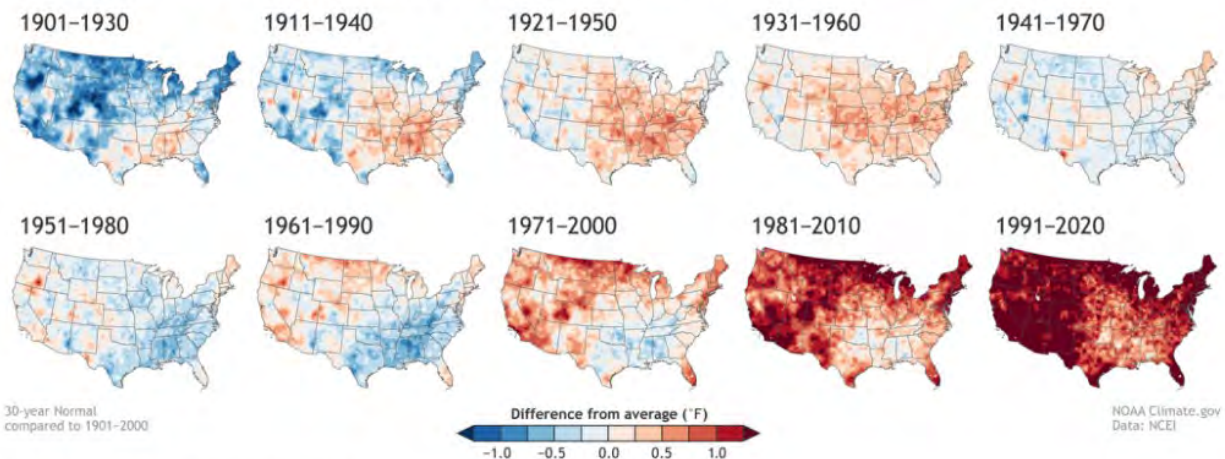 1901–1930
1911–1940
1921–1950
1931–1960
1941–1970
1951–1980
1961–1990
1971–2000
1981–2010
1991–2020
30-year Normal
compared to 1901–2000
Difference from average (°F)
−1.0 −0.5 0.0 0.5 1.0
NOAA Climate.gov
Data: NCEI